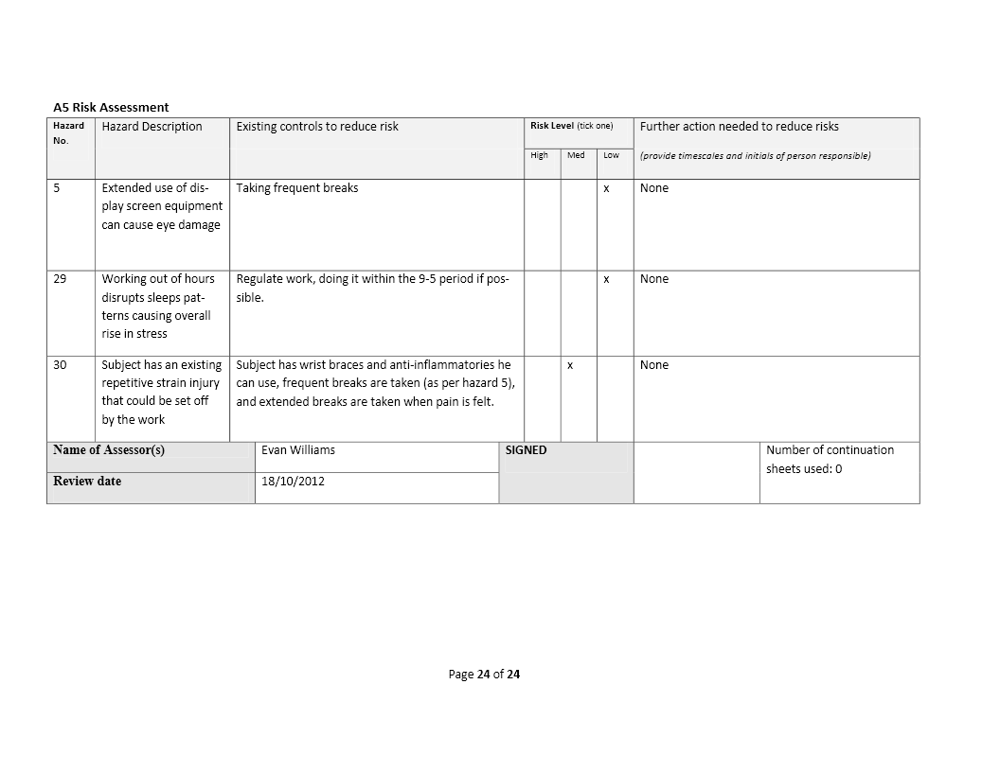 A5 Risk Assessment
Hazard No.
Hazard Description
Existing controls to reduce risk
Risk Level (tick one)
Further action needed to reduce risks
High
Med
Low
(provide timescales and initials of person responsible)
5
Extended use of dis-
play screen equipment
can cause eye damage
Taking frequent breaks
x
None
29
Working out of hours
disrupts sleeps pat-
terns causing overall
rise in stress
Regulate work, doing it within the 9-5 period if pos-
sible.
x
None
30
Subject has an existing
repetitive strain injury
that could be set off
by the work
Subject has wrist braces and anti-inflammatories he
can use, frequent breaks are taken (as per hazard 5),
and extended breaks are taken when pain is felt.
x
None
Name of Assessor(s)
Evan Williams
SIGNED
Number of continuation
sheets used: 0
Review date
18/10/2012
Page 24 of 24